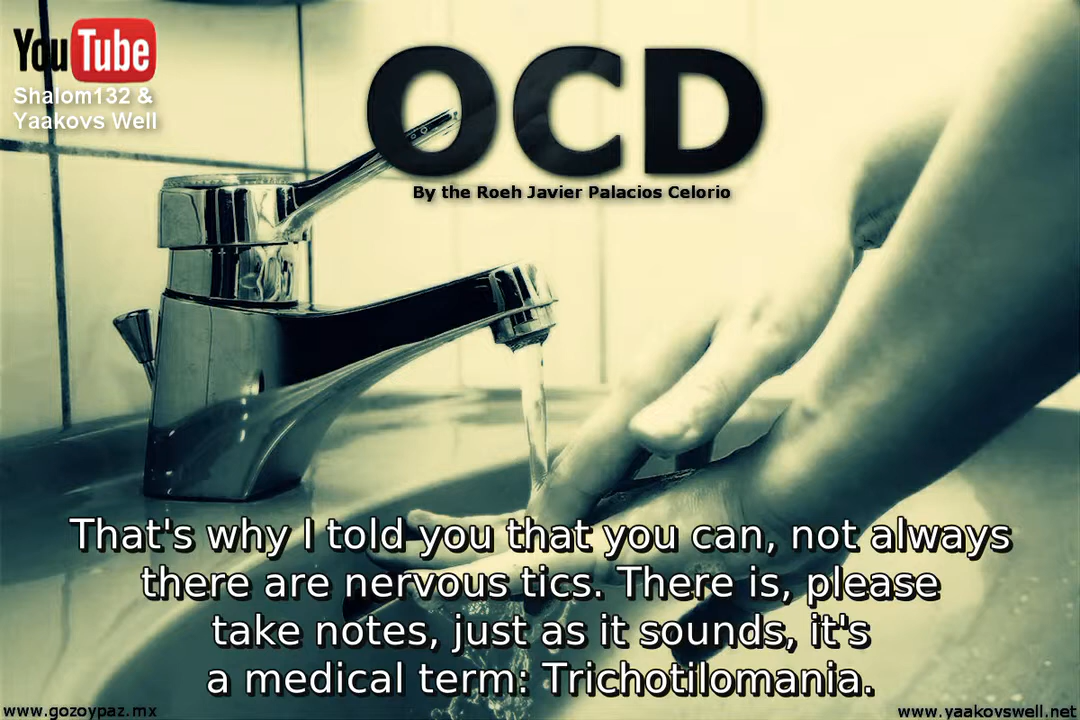 YouTube
Shalom132 &
Yaakovs Well
OCD
By the Roeh Javier Palacios Celorio
That's why I told you that you can, not always
there are nervous tics. There is, please
take notes, just as it sounds, it's
a medical term: Trichotilomania.
www.gozoypaz.mx
www.yaakovswell.net